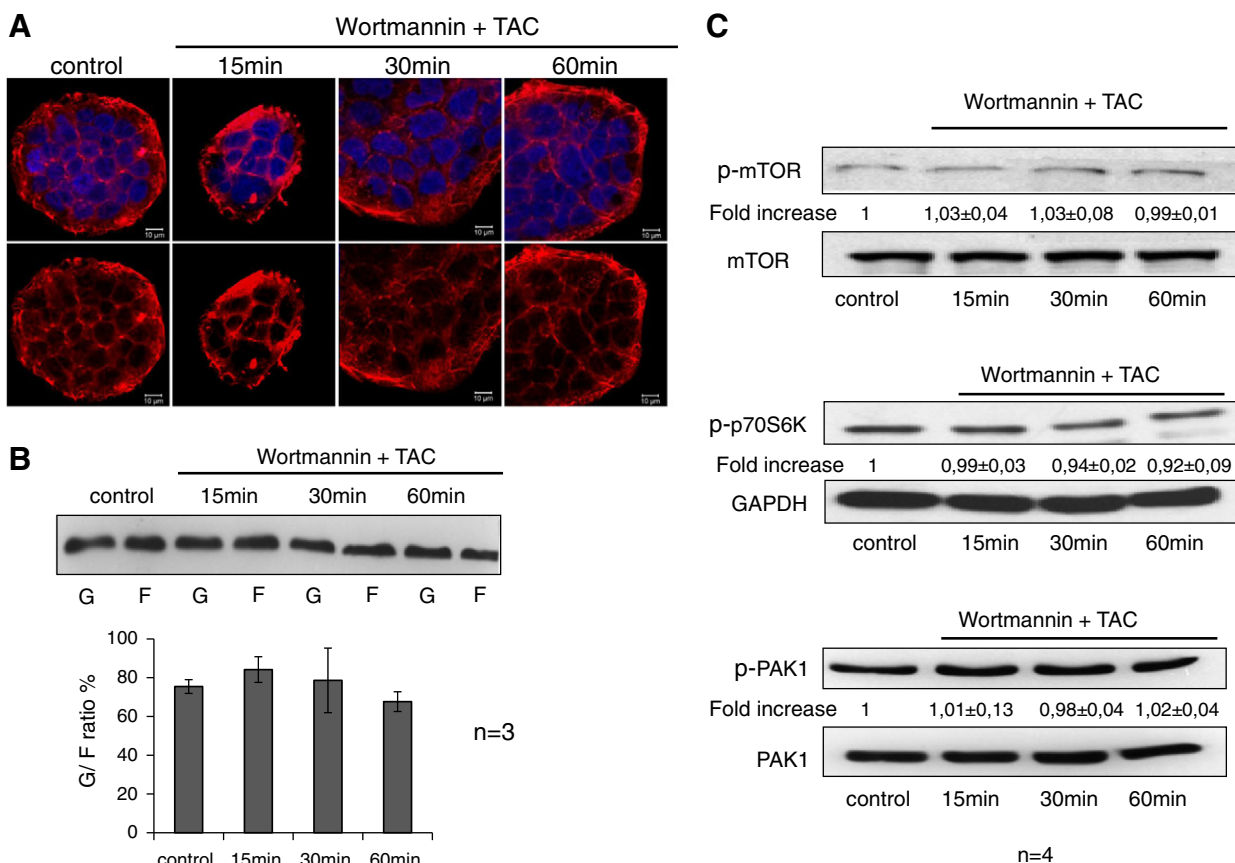 A
Wortmannin + TAC
control 15min 30min 60min
10 µm 10 µm 10 µm 10 µm
10 µm 10 µm 10 µm 10 µm
B
Wortmannin + TAC
control 15min 30min 60min
G F G F G F G F
G/ F ratio %
100
80
60
40
20
0
control 15min 30min 60min
n=3
C
Wortmannin + TAC
p-mTOR
Fold increase 1 1,03±0,04 1,03±0,08 0,99±0,01
mTOR
control 15min 30min 60min
Wortmannin + TAC
p-p70S6K
Fold increase 1 0,99±0,03 0,94±0,02 0,92±0,09
GAPDH
control 15min 30min 60min
Wortmannin + TAC
p-PAK1
Fold increase 1 1,01±0,13 0,98±0,04 1,02±0,04
PAK1
control 15min 30min 60min
n=4